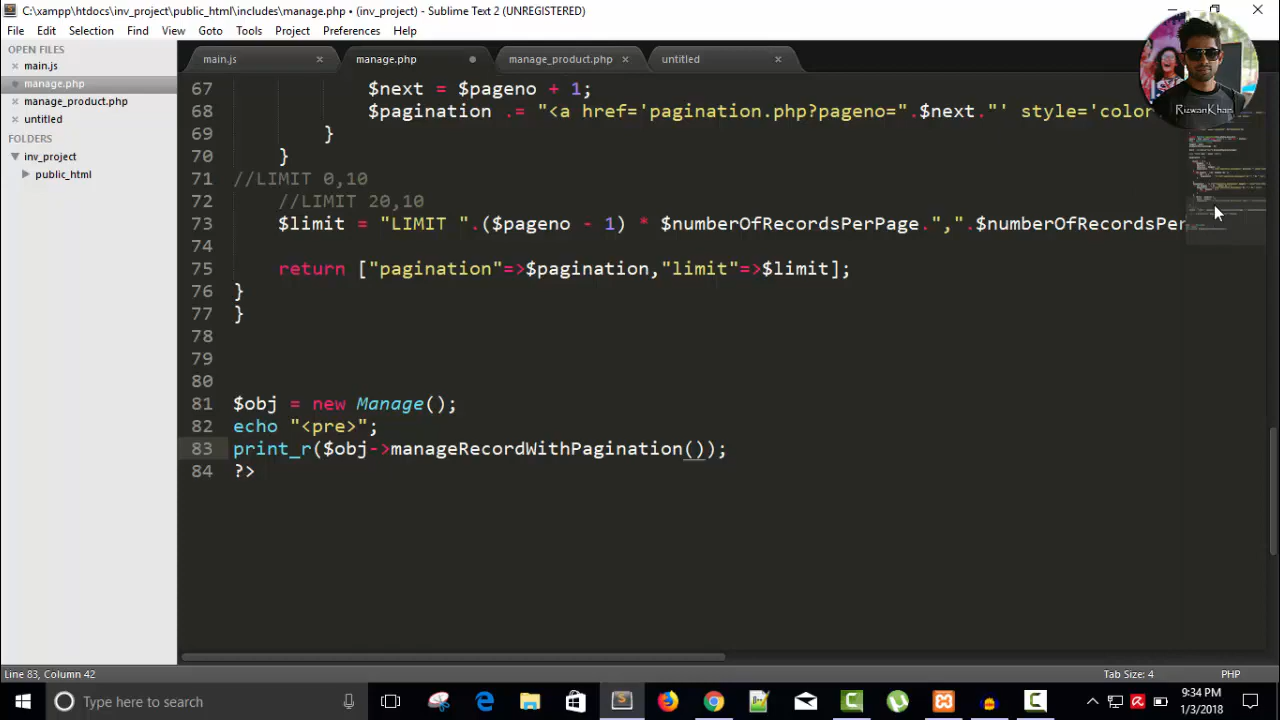 C:\xampp\htdocs\inv_project\public_html\includes\manage.php • (inv_project) - Sublime Text 2 (UNREGISTERED)
File Edit Selection Find View Goto Tools Project Preferences Help
OPEN FILES
main.js
manage.php
manage_product.php
untitled
FOLDERS
inv_project
public_html
main.js manage.php manage_product.php untitled
67 $next = $pageno + 1;
68 $pagination .= "<a href='pagination.php?pageno=".$next."' style='color
69 }
70 }
71 //LIMIT 0,10
72 //LIMIT 20,10
73 $limit = "LIMIT ".($pageno - 1) * $numberOfRecordsPerPage.",".$numberOfRecordsPer
74
75 return ["pagination"=>$pagination,"limit"=>$limit];
76 }
77 }
78
79
80
81 $obj = new Manage();
82 echo "<pre>";
83 print_r($obj->manageRecordWithPagination());
84 ?>
Rizwan Khan
Line 83, Column 42
Tab Size: 4
PHP
Type here to search
9:34 PM
1/3/2018